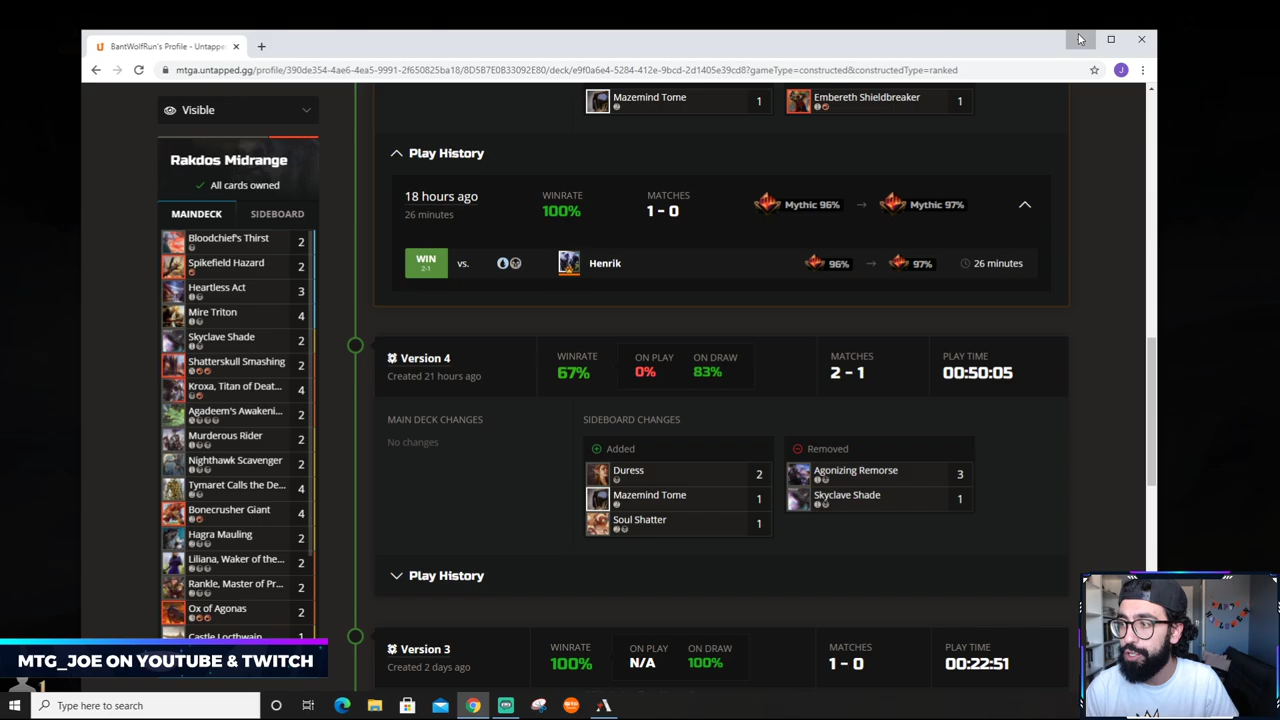 BantWolfRun's Profile - Untapped
mtga.untapped.gg/profile/390de354-4ae6-4ea5-9991-2f650825ba18/8D5B7E0B33092E80/deck/e9f0a6e4-5284-412e-9bcd-2d1405e39cd8?gameType=constructed&constructedType=ranked
J
Visible
Mazemind Tome 1
Embereth Shieldbreaker 1
Rakdos Midrange
All cards owned
MAINDECK SIDEBOARD
Bloodchief's Thirst 2
Spikefield Hazard 2
Heartless Act 3
Mire Triton 4
Skyclave Shade 2
Shatterskull Smashing 2
Kroxa, Titan of Deat... 4
Agadeem's Awakeni... 2
Murderous Rider 2
Nighthawk Scavenger 2
Tymaret Calls the De... 4
Bonecrusher Giant 4
Hagra Mauling 2
Liliana, Waker of the... 2
Rankle, Master of Pr... 2
Ox of Agonas 2
Castle Locthwain 1
Play History
18 hours ago
26 minutes
WINRATE
100%
MATCHES
1 - 0
Mythic 96% → Mythic 97%
WIN
2-1
vs.
Henrik
96% → 97%
26 minutes
Version 4
Created 21 hours ago
WINRATE
67%
ON PLAY
0%
ON DRAW
83%
MATCHES
2 - 1
PLAY TIME
00:50:05
MAIN DECK CHANGES
No changes
SIDEBOARD CHANGES
Added
Duress 2
Mazemind Tome 1
Soul Shatter 1
Removed
Agonizing Remorse 3
Skyclave Shade 1
Play History
Version 3
Created 2 days ago
WINRATE
100%
ON PLAY
N/A
ON DRAW
100%
MATCHES
1 - 0
PLAY TIME
00:22:51
MTG_JOE ON YOUTUBE & TWITCH
Type here to search